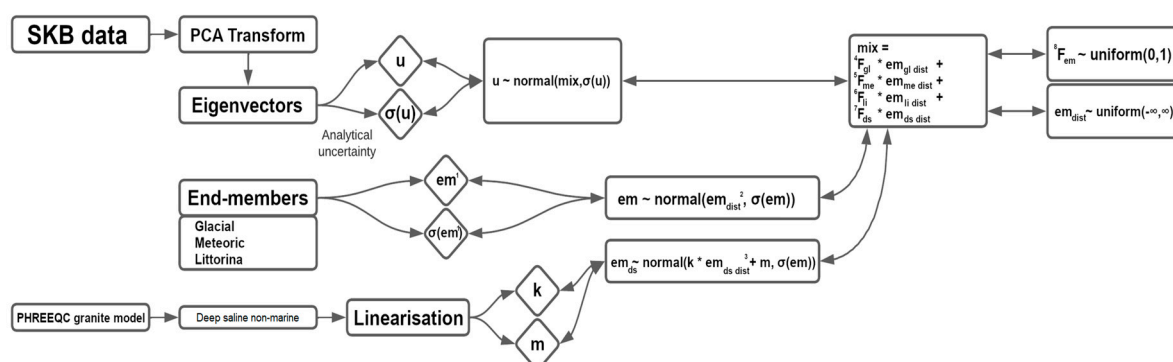 SKB data
PCA Transform
Eigenvectors
u
σ(u)
Analytical
uncertainty
u ~ normal(mix,σ(u))
mix =
⁴F_gl * em_gl dist +
⁵F_me * em_me dist +
⁶F_li * em_li dist +
⁷F_ds * em_ds dist
⁸F_em ~ uniform(0,1)
em_dist ~ uniform(-∞,∞)
End-members
Glacial
Meteoric
Littorina
em¹
σ(em¹)
em ~ normal(em_dist², σ(em))
em_ds ~ normal(k * em_ds dist³ + m, σ(em))
PHREEQC granite model
Deep saline non-marine
Linearisation
k
m